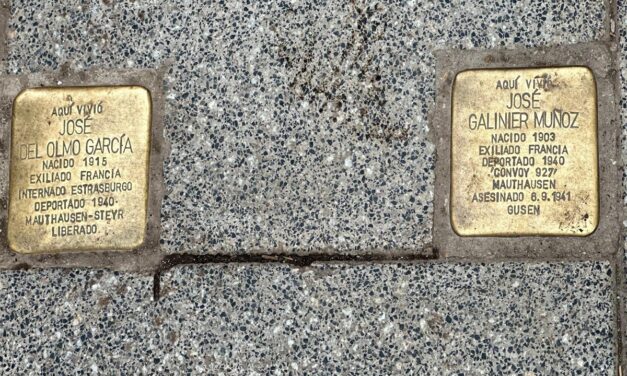 AQUÍ VIVIÓ
JOSÉ
DEL OLMO GARCÍA
NACIDO 1915
EXILIADO FRANCIA
INTERNADO ESTRASBURGO
DEPORTADO 1940
MAUTHAUSEN-STEYR
LIBERADO
AQUÍ VIVIÓ
JOSÉ
GALINIER MUÑOZ
NACIDO 1903
EXILIADO FRANCIA
DEPORTADO 1940
"CONVOY 927"
MAUTHAUSEN
ASESINADO 6.9.1941
GUSEN